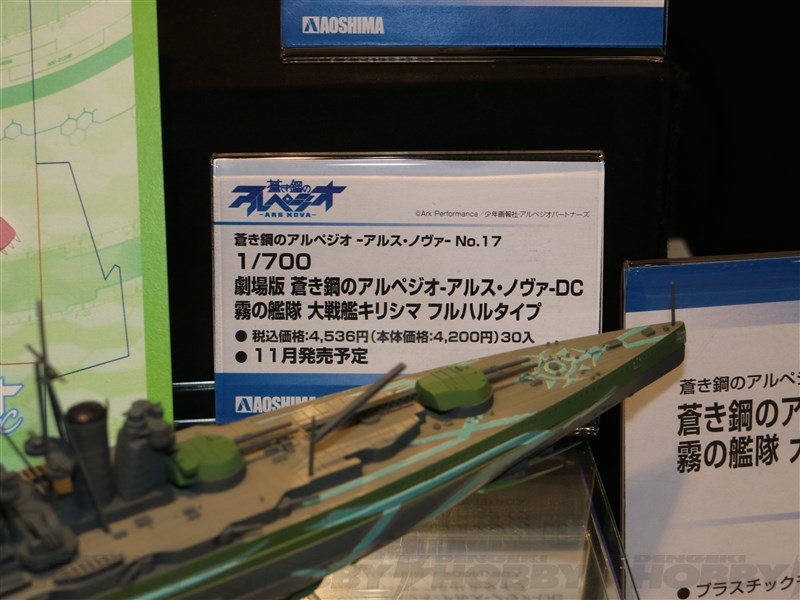 AOSHIMA
蒼き鋼の
アルペジオ
-ARS NOVA-
©Ark Performance／少年画報社・アルペジオパートナーズ
蒼き鋼のアルペジオ -アルス・ノヴァ- No.17
1/700
劇場版 蒼き鋼のアルペジオ-アルス・ノヴァ-DC
霧の艦隊 大戦艦キリシマ フルハルタイプ
● 税込価格:4,536円(本体価格:4,200円)30入
● 11月発売予定
AOSHIMA
蒼き鋼のアルペジ
蒼き鋼のア
霧の艦隊
● プラスチック
DENGEKI
HOBBY